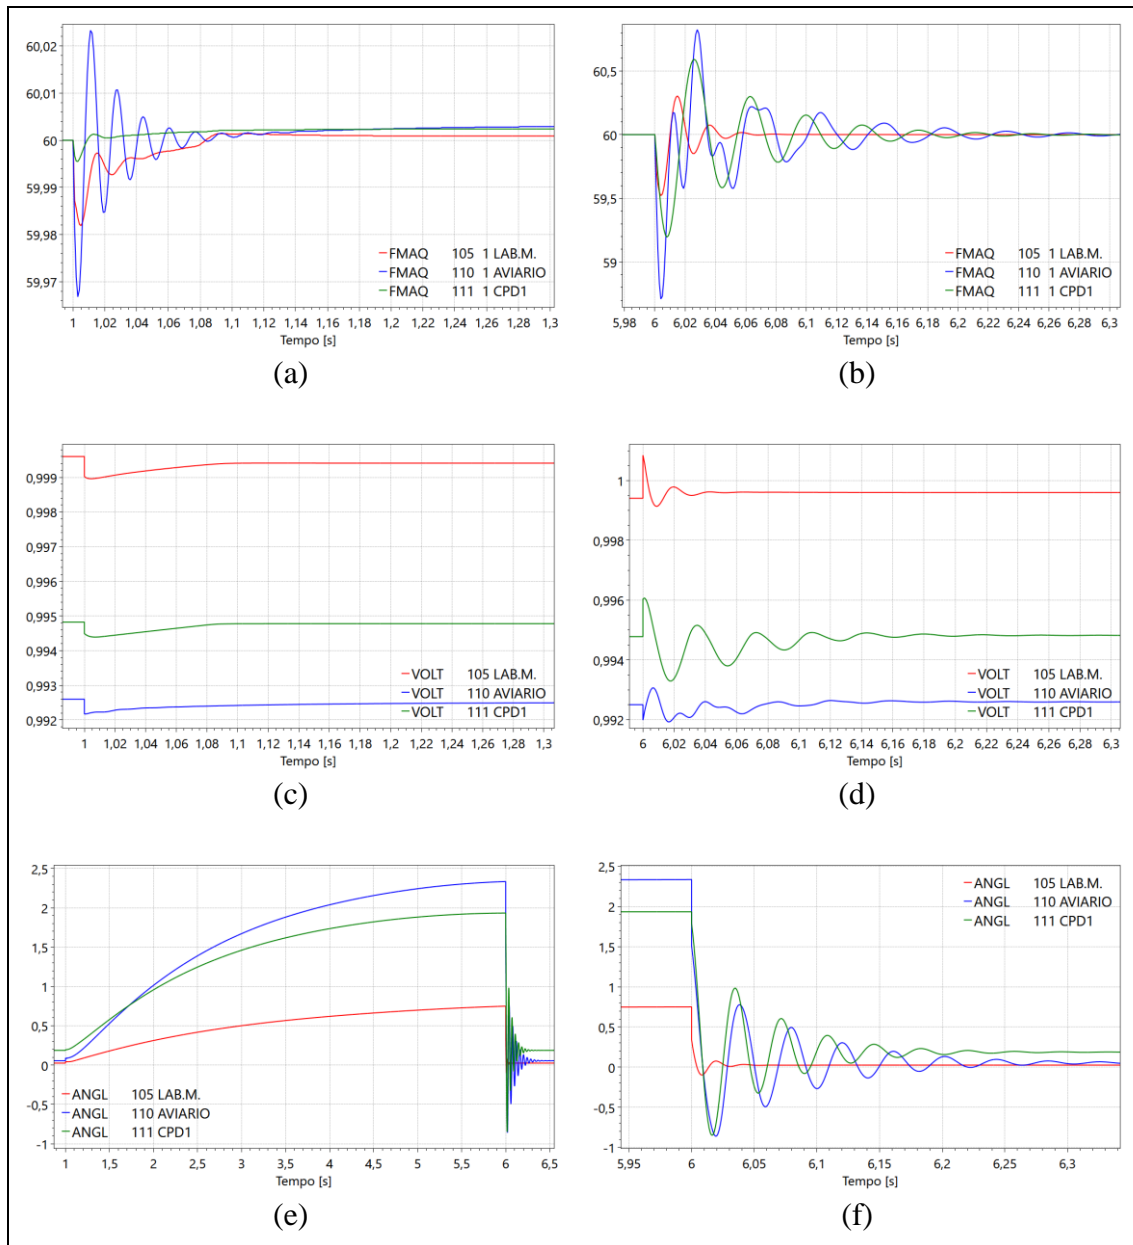 60,02
60,01
60
59,99
59,98
59,97
FMAQ 105 1 LAB.M.
FMAQ 110 1 AVIARIO
FMAQ 111 1 CPD1
1 1,02 1,04 1,06 1,08 1,1 1,12 1,14 1,16 1,18 1,2 1,22 1,24 1,26 1,28 1,3
Tempo [s]
(a)
60,5
60
59,5
59
FMAQ 105 1 LAB.M.
FMAQ 110 1 AVIARIO
FMAQ 111 1 CPD1
5,98 6 6,02 6,04 6,06 6,08 6,1 6,12 6,14 6,16 6,18 6,2 6,22 6,24 6,26 6,28 6,3
Tempo [s]
(b)
0,999
0,998
0,997
0,996
0,995
0,994
0,993
0,992
VOLT 105 LAB.M.
VOLT 110 AVIARIO
VOLT 111 CPD1
1 1,02 1,04 1,06 1,08 1,1 1,12 1,14 1,16 1,18 1,2 1,22 1,24 1,26 1,28 1,3
Tempo [s]
(c)
1
0,998
0,996
0,994
0,992
VOLT 105 LAB.M.
VOLT 110 AVIARIO
VOLT 111 CPD1
6 6,02 6,04 6,06 6,08 6,1 6,12 6,14 6,16 6,18 6,2 6,22 6,24 6,26 6,28 6,3
Tempo [s]
(d)
2,5
2
1,5
1
0,5
0
-0,5
-1
ANGL 105 LAB.M.
ANGL 110 AVIARIO
ANGL 111 CPD1
1 1,5 2 2,5 3 3,5 4 4,5 5 5,5 6 6,5
Tempo [s]
(e)
2,5
2
1,5
1
0,5
0
-0,5
-1
ANGL 105 LAB.M.
ANGL 110 AVIARIO
ANGL 111 CPD1
5,95 6 6,05 6,1 6,15 6,2 6,25 6,3
Tempo [s]
(f)